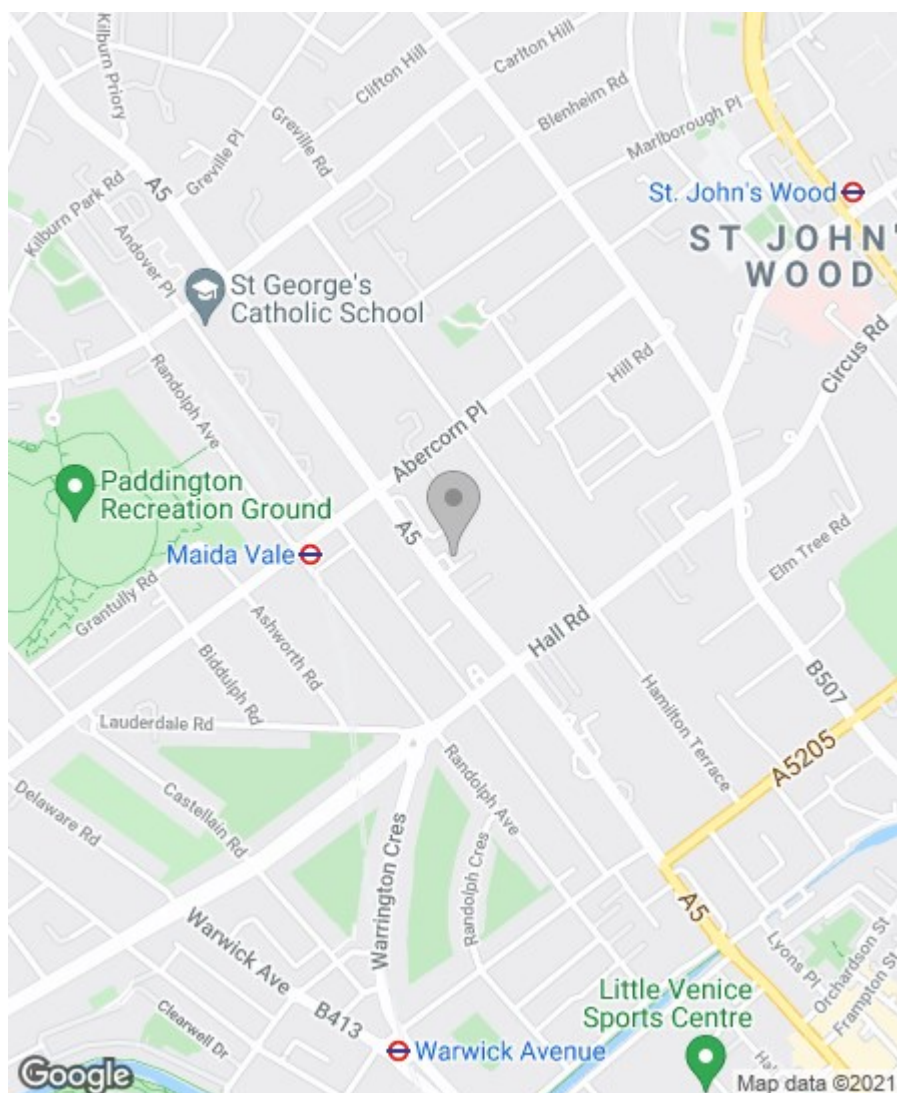 Kilburn Priory
Clifton Hill
Carlton Hill
Greville Pl
Greville Rd
Blenheim Rd
Marlborough Pl
A5
Kilburn Park Rd
Andover Pl
St. John's Wood
ST JOHN'
WOOD
St George's
Catholic School
Randolph Ave
Hill Rd
Circus Rd
Abercorn Pl
Paddington
Recreation Ground
A5
Maida Vale
Elm Tree Rd
Grantully Rd
Ashworth Rd
Biddulph Rd
Hall Rd
Hamilton Terrace
B507
Lauderdale Rd
A5205
Delaware Rd
Castellain Rd
Randolph Ave
Warrington Cres
Randolph Cres
A5
Warwick Ave
Lyons Pl
Orchardson St
Frampton St
B413
Clearwell Dr
Little Venice
Sports Centre
Warwick Avenue
Google
Map data ©2021